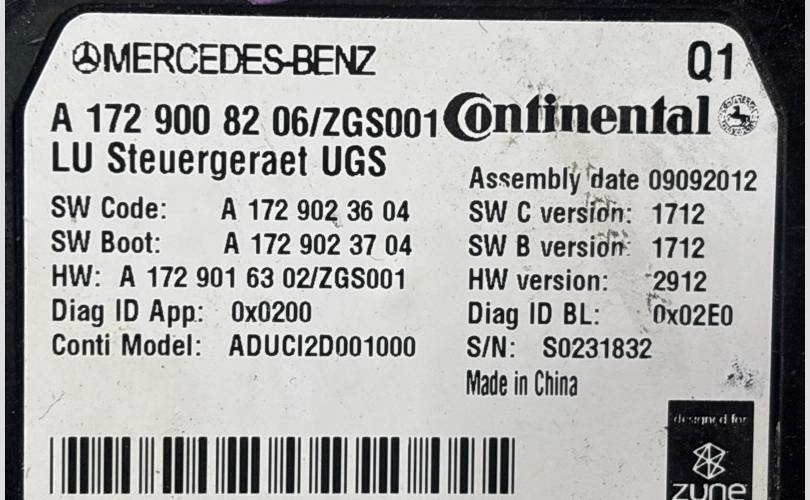 MERCEDES-BENZ
Q1
A 172 900 82 06/ZGS001
Continental
LU Steuergeraet UGS
Assembly date 09092012
SW Code: A 172 902 36 04
SW C version: 1712
SW Boot: A 172 902 37 04
SW B version: 1712
HW: A 172 901 63 02/ZGS001
HW version: 2912
Diag ID App: 0x0200
Diag ID BL: 0x02E0
Conti Model: ADUCI2D001000
S/N: S0231832
Made in China
designed for
zune